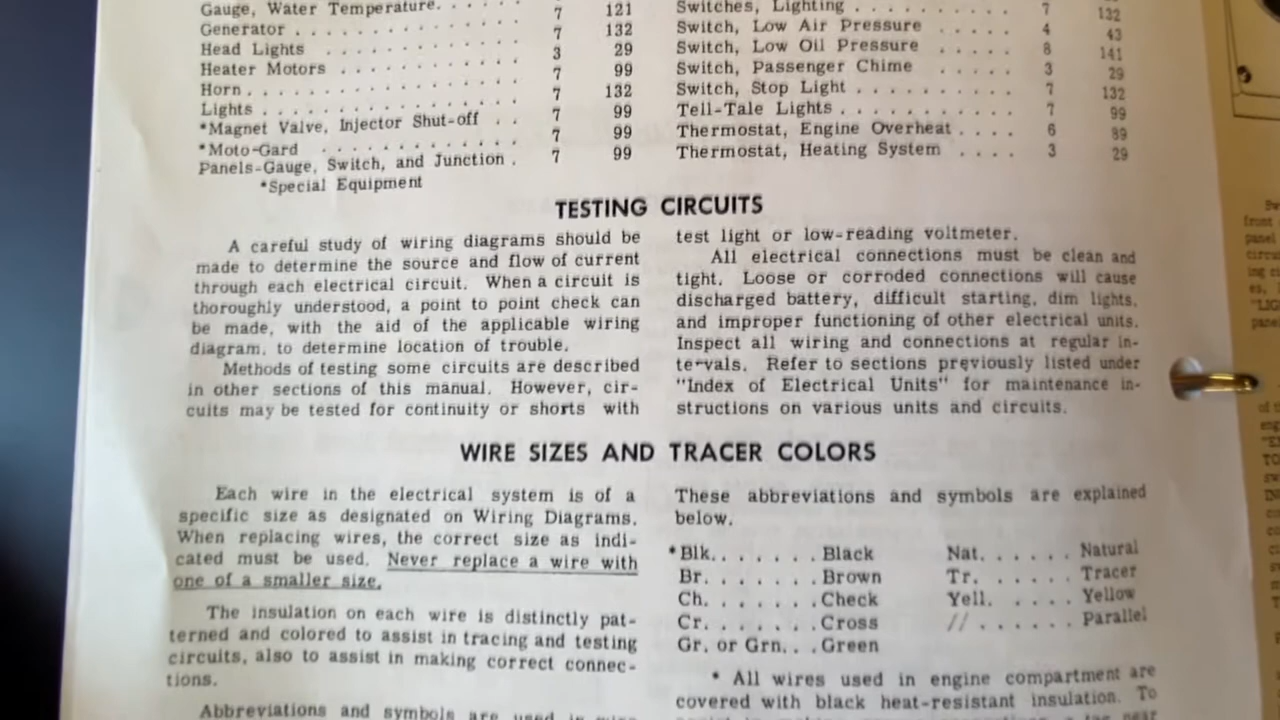 Gauge, Water Temperature. . . . . . 7 121
Generator . . . . . . . . . . . . . 7 132
Head Lights . . . . . . . . . . . . 3 29
Heater Motors . . . . . . . . . . 7 99
Horn . . . . . . . . . . . . . . . . 7 132
Lights . . . . . . . . . . . . . . . 7 99
*Magnet Valve, Injector Shut-off . . 7 99
*Moto-Gard . . . . . . . . . . . . 7 99
Panels-Gauge, Switch, and Junction .
*Special Equipment
Switches, Lighting . . . . . . . . . . 7 132
Switch, Low Air Pressure . . . . . 4 43
Switch, Low Oil Pressure . . . . . 8 141
Switch, Passenger Chime . . . . . 3 29
Switch, Stop Light . . . . . . . . . . 7 132
Tell-Tale Lights . . . . . . . . . . . 7 99
Thermostat, Engine Overheat . . . . 6 89
Thermostat, Heating System . . . . 3 29
TESTING CIRCUITS
A careful study of wiring diagrams should be
made to determine the source and flow of current
through each electrical circuit. When a circuit is
thoroughly understood, a point to point check can
be made, with the aid of the applicable wiring
diagram, to determine location of trouble.
Methods of testing some circuits are described
in other sections of this manual. However, cir-
cuits may be tested for continuity or shorts with
test light or low-reading voltmeter.
All electrical connections must be clean and
tight. Loose or corroded connections will cause
discharged battery, difficult starting, dim lights,
and improper functioning of other electrical units.
Inspect all wiring and connections at regular in-
tervals. Refer to sections previously listed under
"Index of Electrical Units" for maintenance in-
structions on various units and circuits.
WIRE SIZES AND TRACER COLORS
Each wire in the electrical system is of a
specific size as designated on Wiring Diagrams.
When replacing wires, the correct size as indi-
cated must be used. Never replace a wire with
one of a smaller size.
The insulation on each wire is distinctly pat-
terned and colored to assist in tracing and testing
circuits, also to assist in making correct connec-
tions.
Abbreviations and symbols are used in wire
These abbreviations and symbols are explained
below.
*Blk. . . . . . . Black
Br. . . . . . . . Brown
Ch. . . . . . . . Check
Cr. . . . . . . . Cross
Gr. or Grn. . . Green
Nat. . . . . . . Natural
Tr. . . . . . . Tracer
Yell. . . . . . Yellow
// . . . . . . Parallel
* All wires used in engine compartment are
covered with black heat-resistant insulation. To